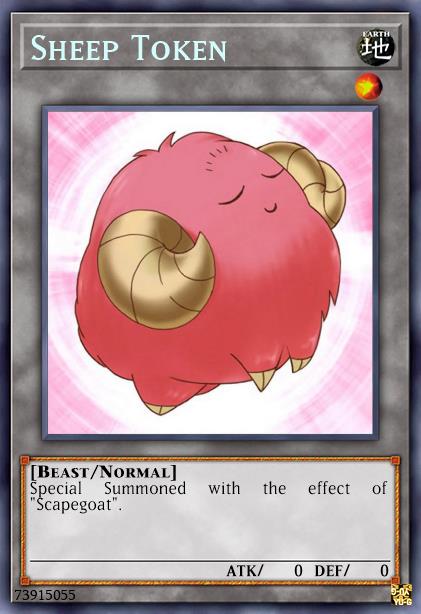 Sheep Token
EARTH
地
[Beast/Normal]
Special Summoned with the effect of
"Scapegoat".
ATK/ 0 DEF/ 0
73915055